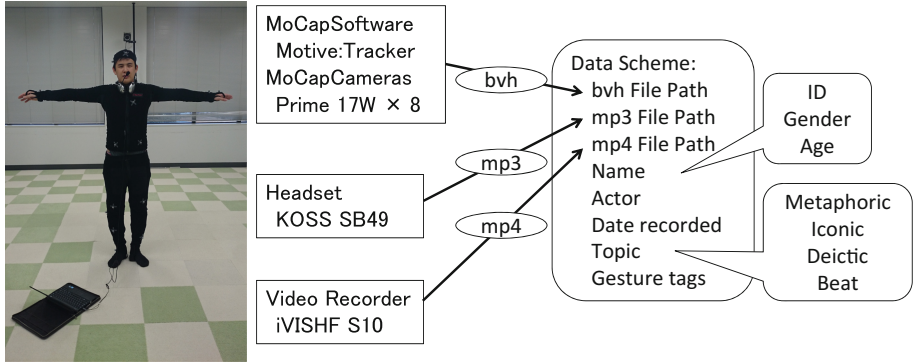 MoCapSoftware
Motive:Tracker
MoCapCameras
Prime 17W × 8
bvh
Headset
KOSS SB49
mp3
Video Recorder
iVISHF S10
mp4
Data Scheme:
bvh File Path
mp3 File Path
mp4 File Path
Name
Actor
Date recorded
Topic
Gesture tags
ID
Gender
Age
Metaphoric
Iconic
Deictic
Beat